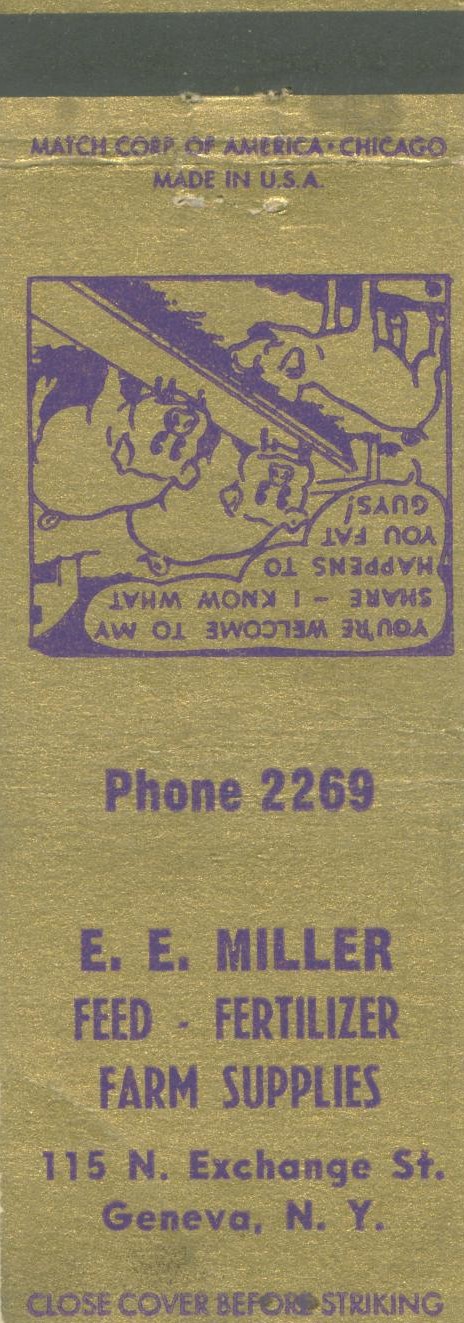 MATCH CORP. OF AMERICA • CHICAGO
MADE IN U.S.A.
YOU'RE WELCOME TO MY
SHARE - I KNOW WHAT
HAPPENS TO
YOU FAT
GUYS!
Phone 2269
E. E. MILLER
FEED - FERTILIZER
FARM SUPPLIES
115 N. Exchange St.
Geneva, N. Y.
CLOSE COVER BEFORE STRIKING